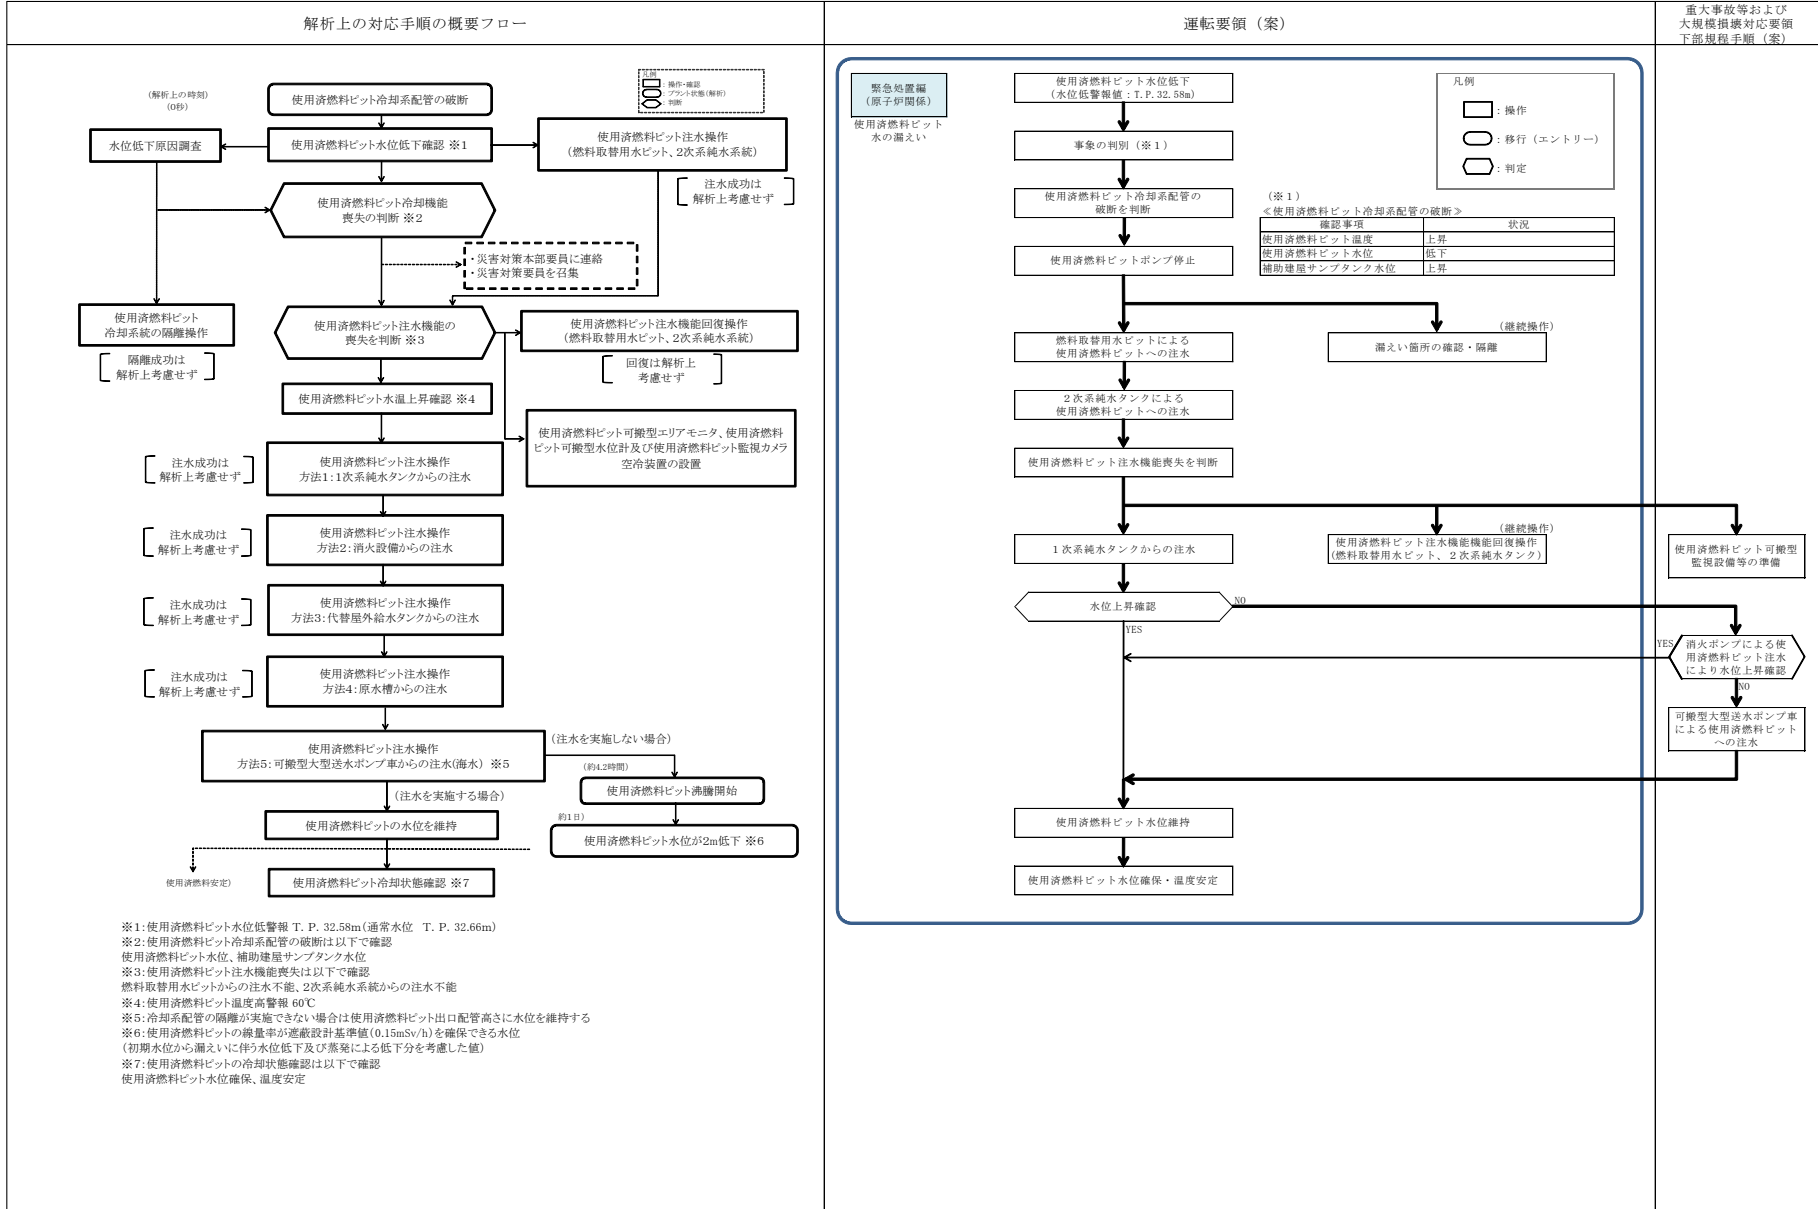 解析上の対応手順の概要フロー
運転要領（案）
重大事故等および
大規模損壊対応要領
下部規程手順（案）
(解析上の時刻)
(0秒)
使用済燃料ピット冷却系配管の破断
凡例
：操作・確認
：プラント状態(解析)
：判断
水位低下原因調査
使用済燃料ピット水位低下確認 ※1
使用済燃料ピット注水操作
(燃料取替用水ピット、2次系純水系統)
注水成功は
解析上考慮せず
使用済燃料ピット冷却機能
喪失の判断 ※2
・災害対策本部要員に連絡
・災害対策要員を召集
使用済燃料ピット
冷却系統の隔離操作
隔離成功は
解析上考慮せず
使用済燃料ピット注水機能の
喪失を判断 ※3
使用済燃料ピット注水機能回復操作
(燃料取替用水ピット、2次系純水系統)
回復は解析上
考慮せず
使用済燃料ピット水温上昇確認 ※4
使用済燃料ピット可搬型エリアモニタ、使用済燃料
ピット可搬型水位計及び使用済燃料ピット監視カメラ
空冷装置の設置
注水成功は
解析上考慮せず
使用済燃料ピット注水操作
方法1：1次系純水タンクからの注水
注水成功は
解析上考慮せず
使用済燃料ピット注水操作
方法2：消火設備からの注水
注水成功は
解析上考慮せず
使用済燃料ピット注水操作
方法3：代替屋外給水タンクからの注水
注水成功は
解析上考慮せず
使用済燃料ピット注水操作
方法4：原水槽からの注水
使用済燃料ピット注水操作
方法5：可搬型大型送水ポンプ車からの注水(海水) ※5
(注水を実施しない場合)
(約4.2時間)
使用済燃料ピット沸騰開始
(注水を実施する場合)
使用済燃料ピットの水位を維持
約1日)
使用済燃料ピット水位が2m低下 ※6
使用済燃料安定)
使用済燃料ピット冷却状態確認 ※7
※1：使用済燃料ピット水位低警報 T. P. 32.58m(通常水位　T. P. 32.66m)
※2：使用済燃料ピット冷却系配管の破断は以下で確認
使用済燃料ピット水位、補助建屋サンプタンク水位
※3：使用済燃料ピット注水機能喪失は以下で確認
燃料取替用水ピットからの注水不能、2次系純水系統からの注水不能
※4：使用済燃料ピット温度高警報 60℃
※5：冷却系配管の隔離が実施できない場合は使用済燃料ピット出口配管高さに水位を維持する
※6：使用済燃料ピットの線量率が遮蔽設計基準値(0.15mSv/h)を確保できる水位
(初期水位から漏えいに伴う水位低下及び蒸発による低下分を考慮した値)
※7：使用済燃料ピットの冷却状態確認は以下で確認
使用済燃料ピット水位確保、温度安定
緊急処置編
（原子炉関係）
使用済燃料ピット
水の漏えい
使用済燃料ピット水位低下
(水位低警報値：T.P.32.58m)
事象の判別（※１）
使用済燃料ピット冷却系配管の
破断を判断
使用済燃料ピットポンプ停止
凡例
：操作
：移行（エントリー）
：判定
（※１）
≪使用済燃料ピット冷却系配管の破断≫
確認事項 状況
使用済燃料ピット温度 上昇
使用済燃料ピット水位 低下
補助建屋サンプタンク水位 上昇
燃料取替用水ピットによる
使用済燃料ピットへの注水
(継続操作)
漏えい箇所の確認・隔離
２次系純水タンクによる
使用済燃料ピットへの注水
使用済燃料ピット注水機能喪失を判断
１次系純水タンクからの注水
(継続操作)
使用済燃料ピット注水機能機能回復操作
(燃料取替用水ピット、２次系純水タンク)
使用済燃料ピット可搬型
監視設備等の準備
水位上昇確認
NO
YES
YES
消火ポンプによる使
用済燃料ピット注水
により水位上昇確認
NO
可搬型大型送水ポンプ車
による使用済燃料ピット
への注水
使用済燃料ピット水位維持
使用済燃料ピット水位確保・温度安定